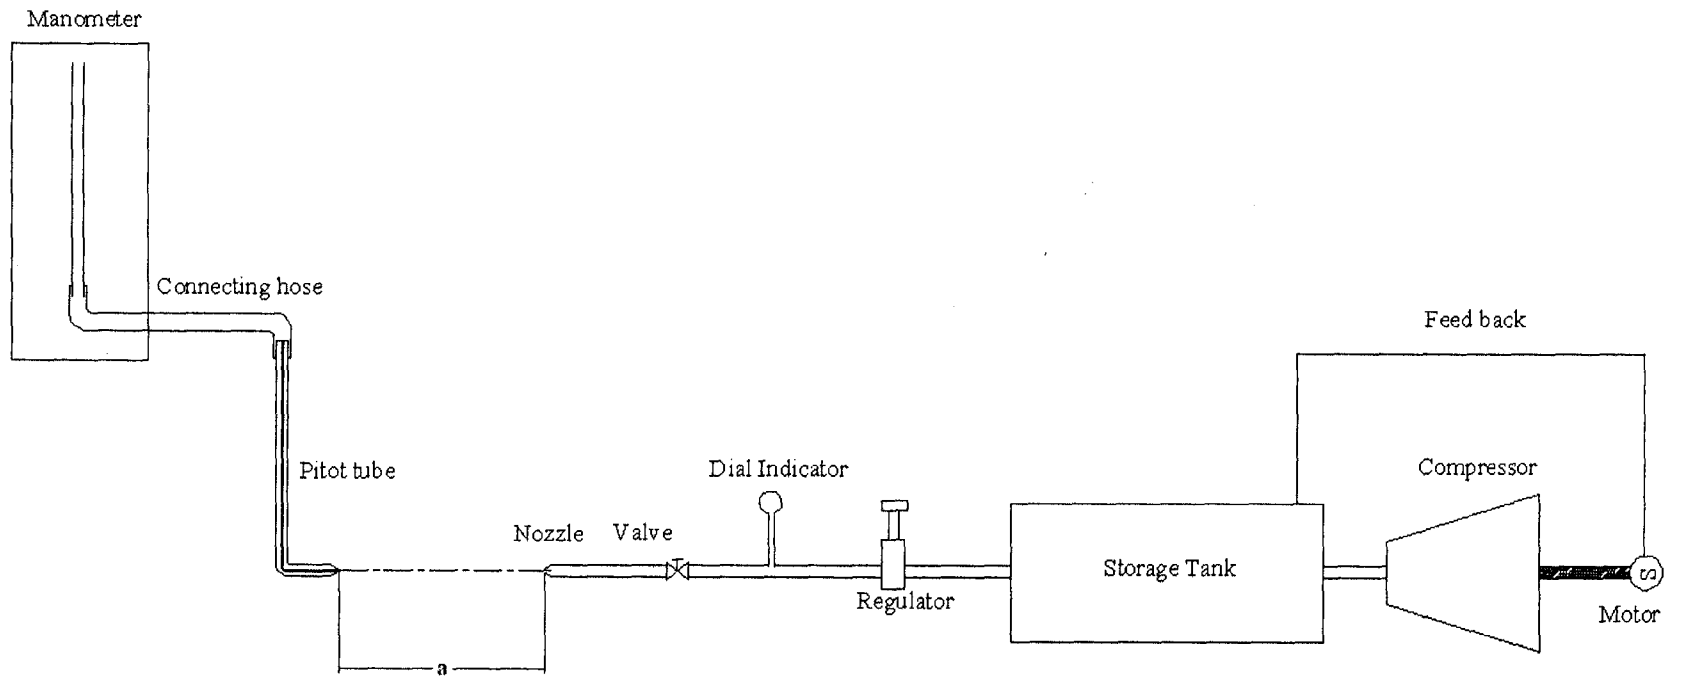 Manometer
Connecting hose
Feed back
Pitot tube
Dial Indicator
Compressor
Nozzle
Valve
Storage Tank
Regulator
S
Motor
a